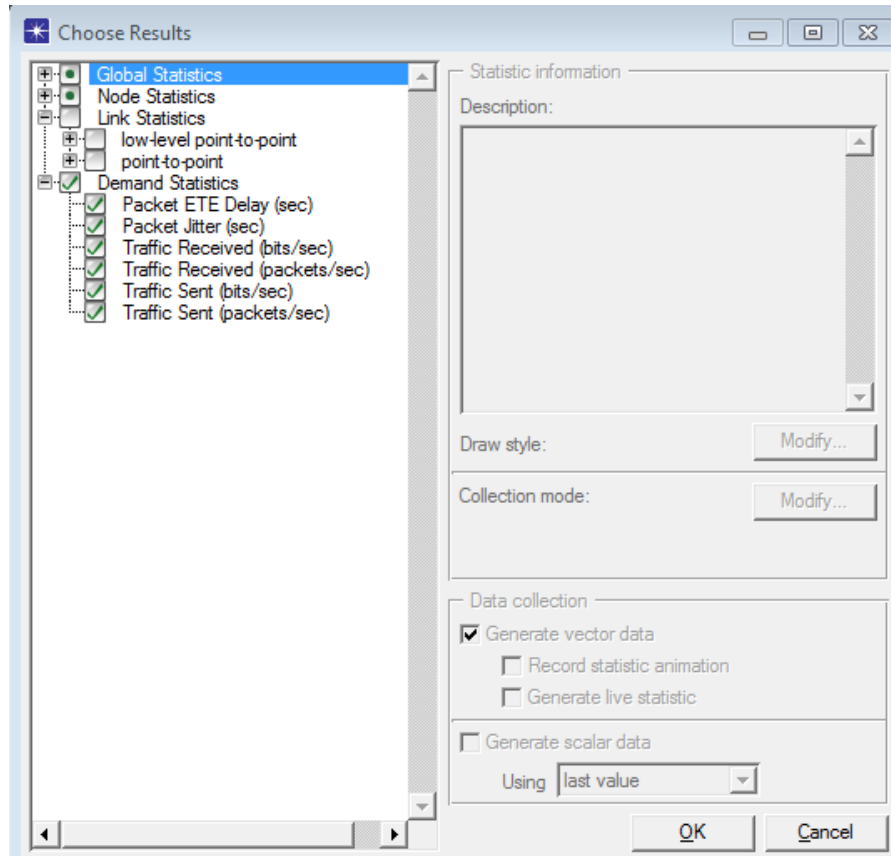 Choose Results
Global Statistics
Node Statistics
Link Statistics
low-level point-to-point
point-to-point
Demand Statistics
Packet ETE Delay (sec)
Packet Jitter (sec)
Traffic Received (bits/sec)
Traffic Received (packets/sec)
Traffic Sent (bits/sec)
Traffic Sent (packets/sec)
Statistic information
Description:
Draw style:
Modify...
Collection mode:
Modify...
Data collection
Generate vector data
Record statistic animation
Generate live statistic
Generate scalar data
Using last value
OK
Cancel